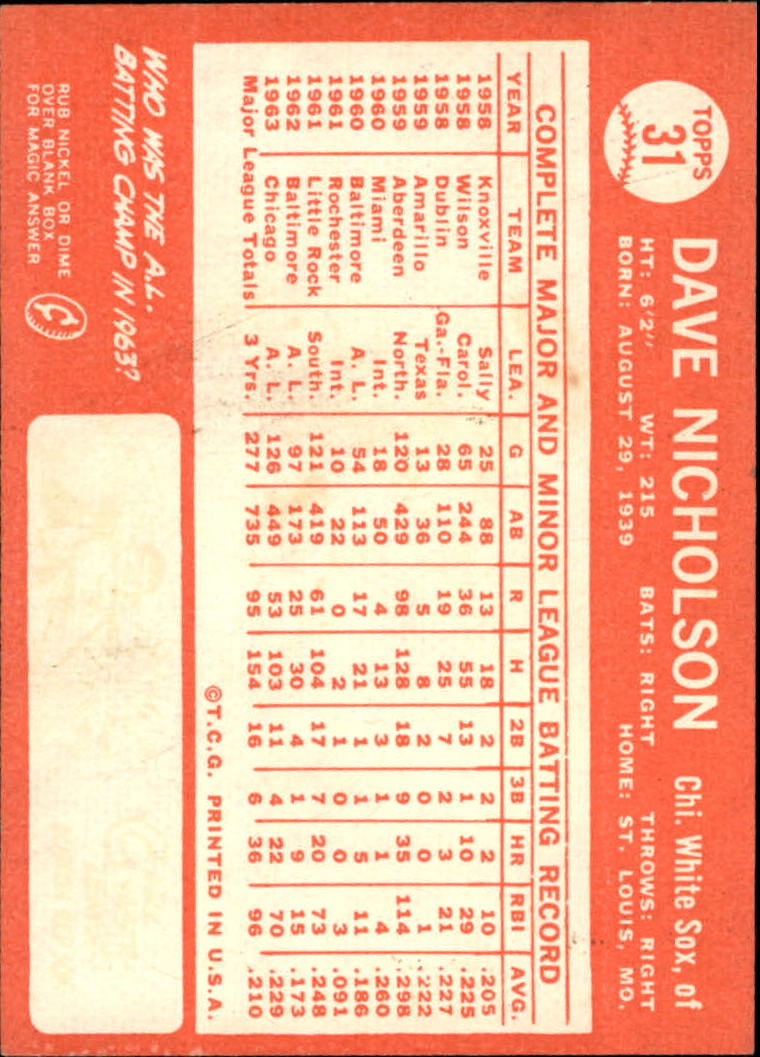 TOPPS
31
DAVE NICHOLSON Chi. White Sox, of
HT: 6'2" WT: 215 BATS: RIGHT THROWS: RIGHT
BORN: AUGUST 29, 1939 HOME: ST. LOUIS, MO.
COMPLETE MAJOR AND MINOR LEAGUE BATTING RECORD
YEAR TEAM LEA. G AB R H 2B 3B HR RBI AVG.
1958 Knoxville Sally 25 88 13 18 2 2 2 10 .205
1958 Wilson Carol. 65 244 36 55 13 1 10 29 .225
1958 Dublin Ga.-Fla. 28 110 19 25 7 2 3 21 .227
1959 Amarillo Texas 13 36 5 8 2 0 0 1 .222
1959 Aberdeen North. 120 429 98 128 18 9 35 114 .298
1960 Miami Int. 18 50 4 13 3 1 1 4 .260
1960 Baltimore A. L. 54 113 17 21 1 1 5 11 .186
1961 Rochester Int. 10 22 0 2 1 0 0 3 .091
1961 Little Rock South. 121 419 61 104 17 7 20 73 .248
1962 Baltimore A. L. 97 173 25 30 4 1 9 15 .173
1963 Chicago A. L. 126 449 53 103 11 4 22 70 .229
Major League Totals 3 Yrs. 277 735 95 154 16 6 36 96 .210
©T.C.G. PRINTED IN U.S.A.
WHO WAS THE A.L.
BATTING CHAMP IN 1963?
RUB NICKEL OR DIME
OVER BLANK BOX
FOR MAGIC ANSWER